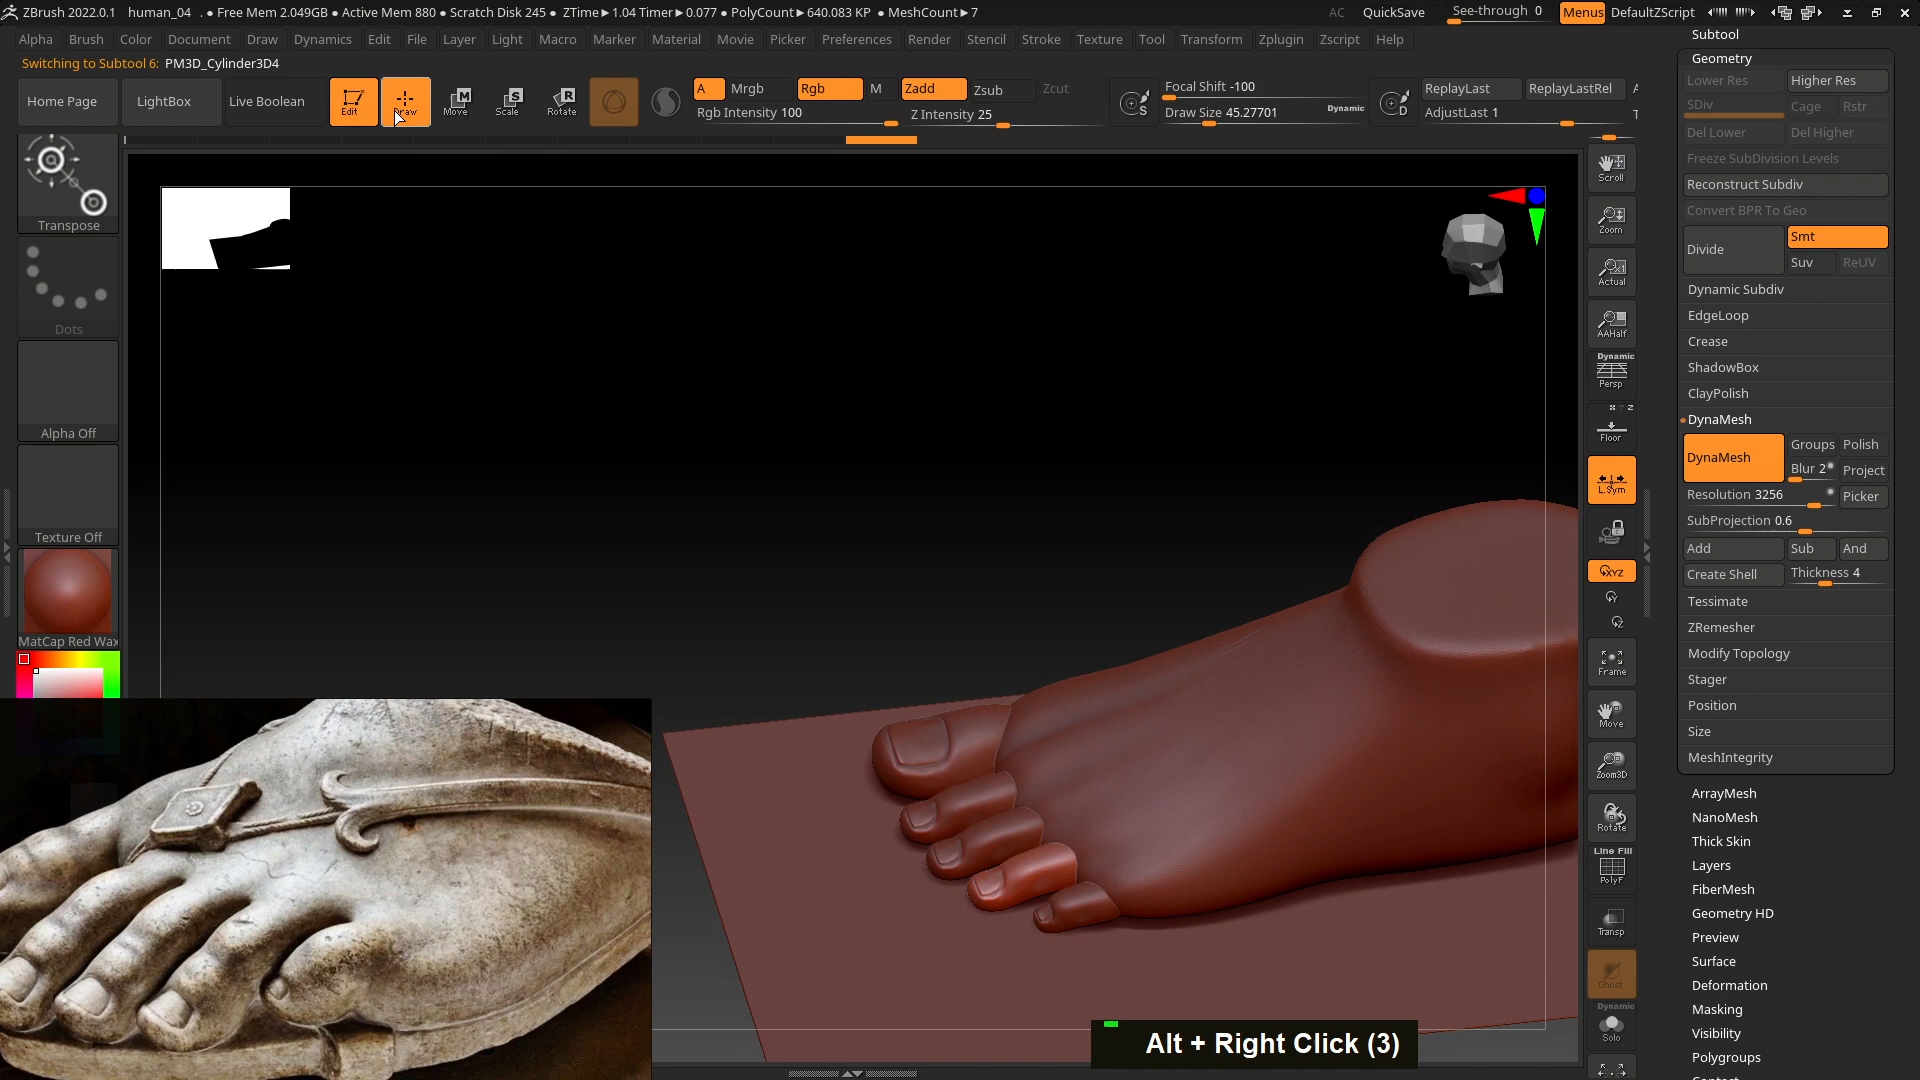 ZBrush 2022.0.1 human_04 . ● Free Mem 2.049GB ● Active Mem 880 ● Scratch Disk 245 ● ZTime►1.04 Timer►0.077 ● PolyCount►640.083 KP ● MeshCount►7
AC QuickSave See-through 0 Menus DefaultZScript
Alpha Brush Color Document Draw Dynamics Edit File Layer Light Macro Marker Material Movie Picker Preferences Render Stencil Stroke Texture Tool Transform Zplugin Zscript Help
Switching to Subtool 6: PM3D_Cylinder3D4
Home Page LightBox Live Boolean Edit Draw Move Scale Rotate
A Mrgb Rgb M Zadd Zsub Zcut
Rgb Intensity 100 Z Intensity 25
Focal Shift -100
Draw Size 45.27701 Dynamic
ReplayLast ReplayLastRel
AdjustLast 1
Transpose
Dots
Alpha Off
Texture Off
MatCap Red Wax
Scroll
Zoom
Actual
AAHalf
Dynamic
Persp
Floor
L.Sym
XYZ
Y
Z
Frame
Move
Zoom3D
Rotate
Line Fill
PolyF
Transp
Ghost
Dynamic
Solo
Subtool
Geometry
Lower Res Higher Res
SDiv Cage Rstr
Del Lower Del Higher
Freeze SubDivision Levels
Reconstruct Subdiv
Convert BPR To Geo
Divide Smt
Suv ReUV
Dynamic Subdiv
EdgeLoop
Crease
ShadowBox
ClayPolish
DynaMesh
DynaMesh Groups Polish
Blur 2 Project
Resolution 3256 Picker
SubProjection 0.6
Add Sub And
Create Shell Thickness 4
Tessimate
ZRemesher
Modify Topology
Stager
Position
Size
MeshIntegrity
ArrayMesh
NanoMesh
Thick Skin
Layers
FiberMesh
Geometry HD
Preview
Surface
Deformation
Masking
Visibility
Polygroups
Alt + Right Click (3)